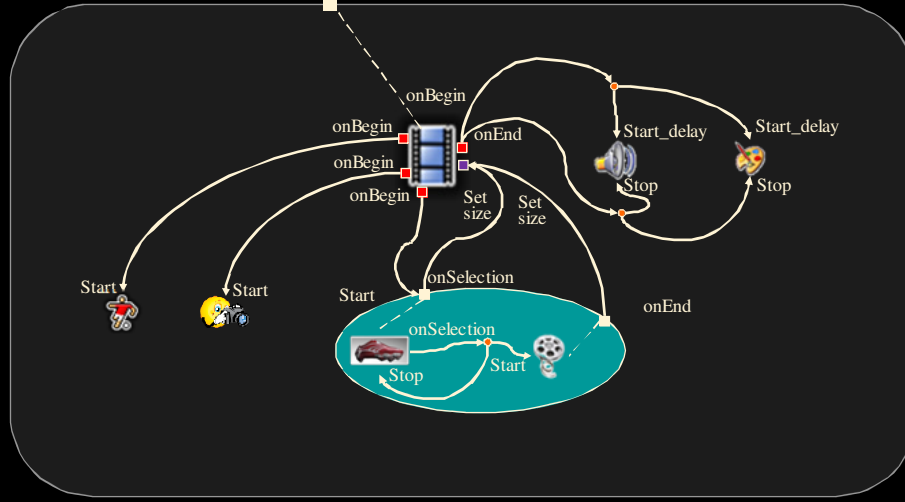 onBegin
onBegin
onEnd
Start_delay
Start_delay
onBegin
onBegin
Stop
Stop
Set
size
Set
size
onSelection
Start
Start
Start
onEnd
onSelection
Start
Stop